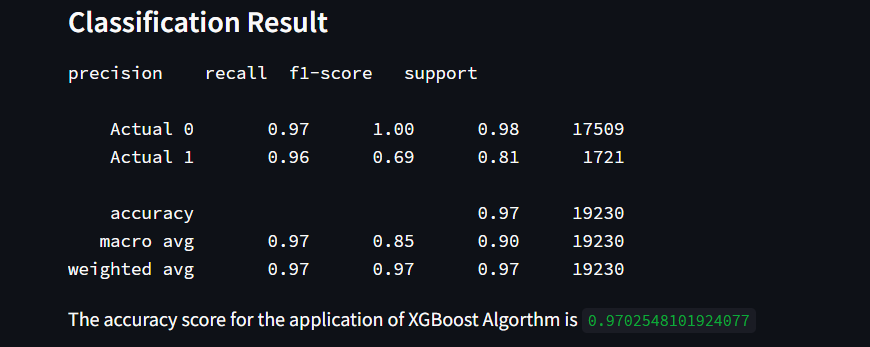 Classification Result
precision    recall  f1-score   support
Actual 0       0.97      1.00      0.98     17509
Actual 1       0.96      0.69      0.81      1721
accuracy                           0.97     19230
macro avg       0.97      0.85      0.90     19230
weighted avg       0.97      0.97      0.97     19230
The accuracy score for the application of XGBoost Algorthm is 0.9702548101924077